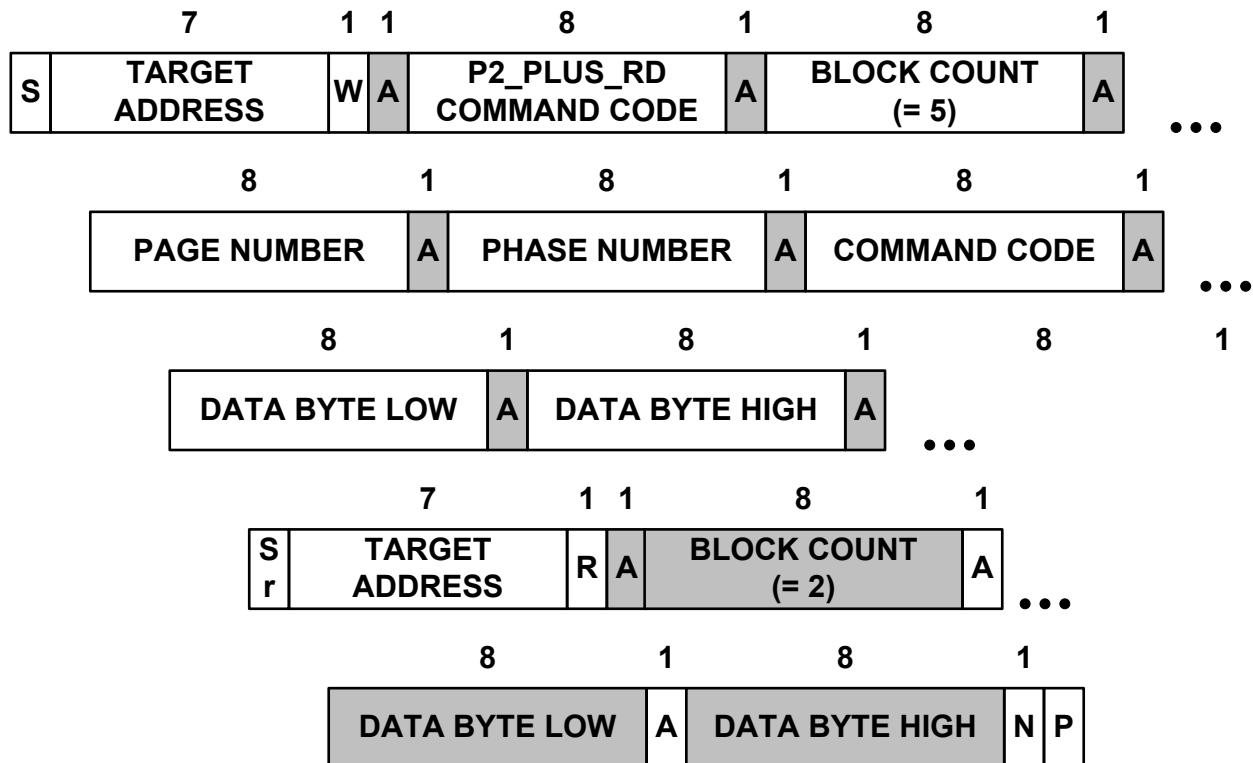 7 1 1 8 1 8 1
S TARGET ADDRESS W A P2_PLUS_RD COMMAND CODE A BLOCK COUNT (= 5) A •••
8 1 8 1 8 1
PAGE NUMBER A PHASE NUMBER A COMMAND CODE A •••
8 1 8 1 8 1
DATA BYTE LOW A DATA BYTE HIGH A •••
7 1 1 8 1
Sr TARGET ADDRESS R A BLOCK COUNT (= 2) A •••
8 1 8 1
DATA BYTE LOW A DATA BYTE HIGH N P